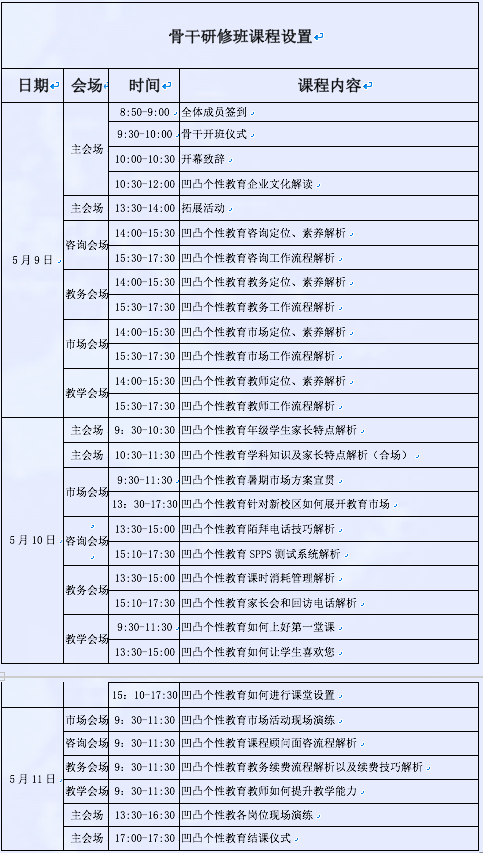 骨干研修班课程设置
日期 会场 时间 课程内容
5月9日
主会场
8:50-9:00 全体成员签到
9:30-10:00 骨干开班仪式
10:00-10:30 开幕致辞
10:30-12:00 凹凸个性教育企业文化解读
主会场 13:30-14:00 拓展活动
咨询会场
14:00-15:30 凹凸个性教育咨询定位、素养解析
15:30-17:30 凹凸个性教育咨询工作流程解析
教务会场
14:00-15:30 凹凸个性教育教务定位、素养解析
15:30-17:30 凹凸个性教育教务工作流程解析
市场会场
14:00-15:30 凹凸个性教育市场定位、素养解析
15:30-17:30 凹凸个性教育市场工作流程解析
教学会场
14:00-15:30 凹凸个性教育教师定位、素养解析
15:30-17:30 凹凸个性教育教师工作流程解析
5月10日
主会场 9：30-10:30 凹凸个性教育年级学生家长特点解析
主会场 10:30-11:30 凹凸个性教育学科知识及家长特点解析（合场）
市场会场
9:30-11:30 凹凸个性教育暑期市场方案宣贯
13：30-17:30 凹凸个性教育针对新校区如何展开教育市场
咨询会场
13:30-15:00 凹凸个性教育陌拜电话技巧解析
15:10-17:30 凹凸个性教育 SPPS 测试系统解析
教务会场
13:30-15:00 凹凸个性教育课时消耗管理解析
15:10-17:30 凹凸个性教育家长会和回访电话解析
教学会场
9:30-11:30 凹凸个性教育如何上好第一堂课
13:30-15:00 凹凸个性教育如何让学生喜欢您
15：10-17:30 凹凸个性教育如何进行课堂设置
5月11日
市场会场 9：30-11:30 凹凸个性教育市场活动现场演练
咨询会场 9：30-11:30 凹凸个性教育课程顾问面咨流程解析
教务会场 9：30-11:30 凹凸个性教育教务续费流程解析以及续费技巧解析
教学会场 9：30-11:30 凹凸个性教育教师如何提升教学能力
主会场 13:30-16:30 凹凸个性教各岗位现场演练
主会场 17:00-17:30 凹凸个性教育结课仪式